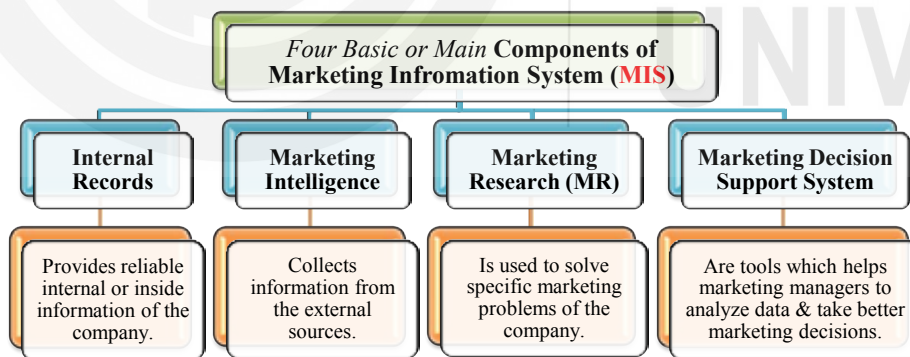 UNIV
Four Basic or Main Components of
Marketing Infromation System (MIS)
Internal
Records
Marketing
Intelligence
Marketing
Research (MR)
Marketing Decision
Support System
Provides reliable
internal or inside
information of the
company.
Collects
information from
the external
sources.
Is used to solve
specific marketing
problems of the
company.
Are tools which helps
marketing managers to
analyze data & take better
marketing decisions.